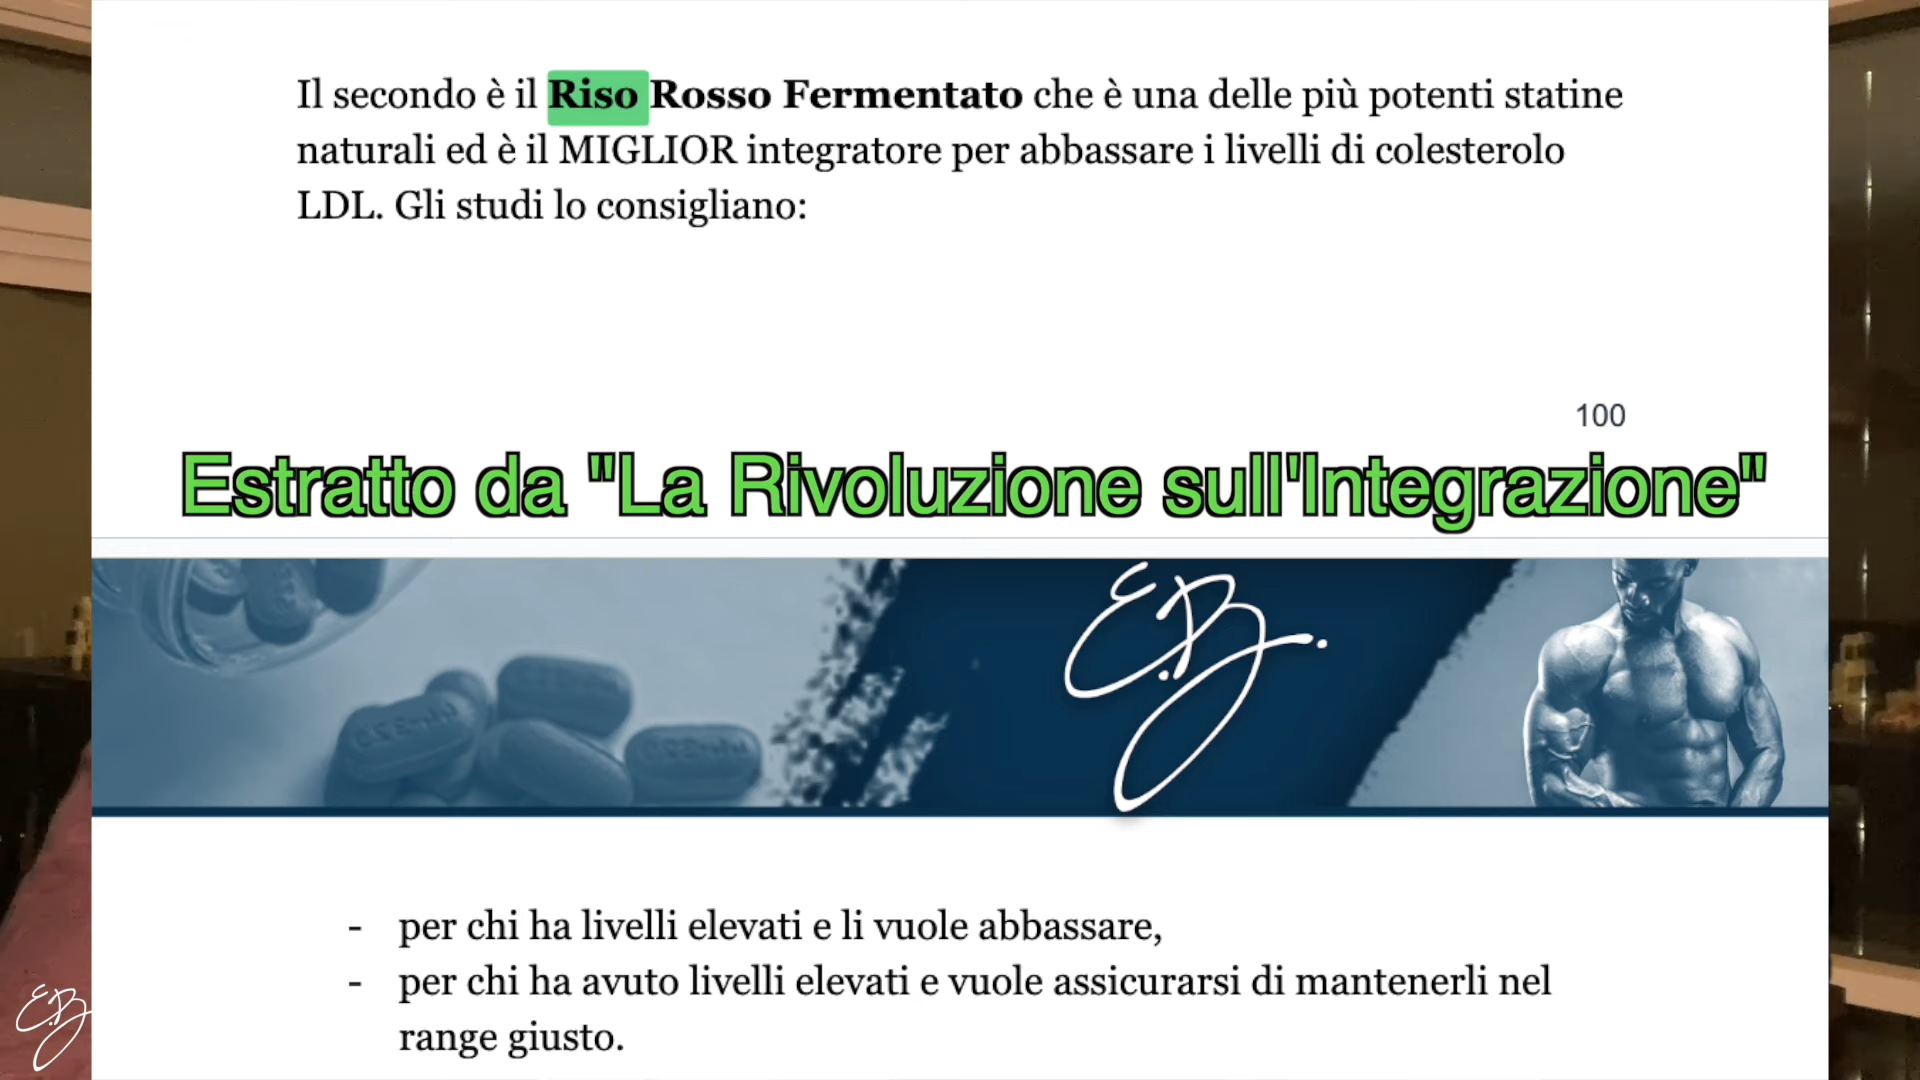 Il secondo è il Riso Rosso Fermentato che è una delle più potenti statine
naturali ed è il MIGLIOR integratore per abbassare i livelli di colesterolo
LDL. Gli studi lo consigliano:
100
Estratto da "La Rivoluzione sull'Integrazione"
E.B.
- per chi ha livelli elevati e li vuole abbassare,
- per chi ha avuto livelli elevati e vuole assicurarsi di mantenerli nel
range giusto.
E.B.